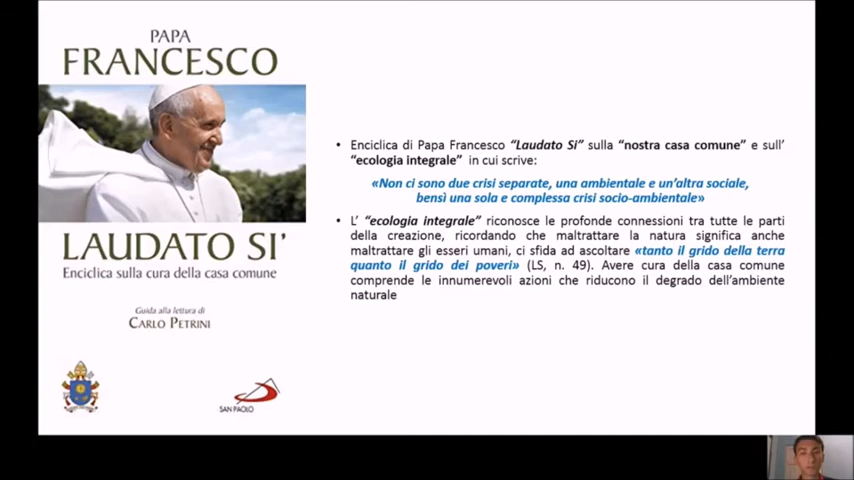 PAPA
FRANCESCO
LAUDATO SI’
Enciclica sulla cura della casa comune
Guida alla lettura di
CARLO PETRINI
SAN PAOLO
• Enciclica di Papa Francesco “Laudato Si” sulla “nostra casa comune” e sull’
“ecologia integrale” in cui scrive:
«Non ci sono due crisi separate, una ambientale e un’altra sociale,
bensì una sola e complessa crisi socio-ambientale»
• L’ “ecologia integrale” riconosce le profonde connessioni tra tutte le parti
della creazione, ricordando che maltrattare la natura significa anche
maltrattare gli esseri umani, ci sfida ad ascoltare «tanto il grido della terra
quanto il grido dei poveri» (LS, n. 49). Avere cura della casa comune
comprende le innumerevoli azioni che riducono il degrado dell’ambiente
naturale